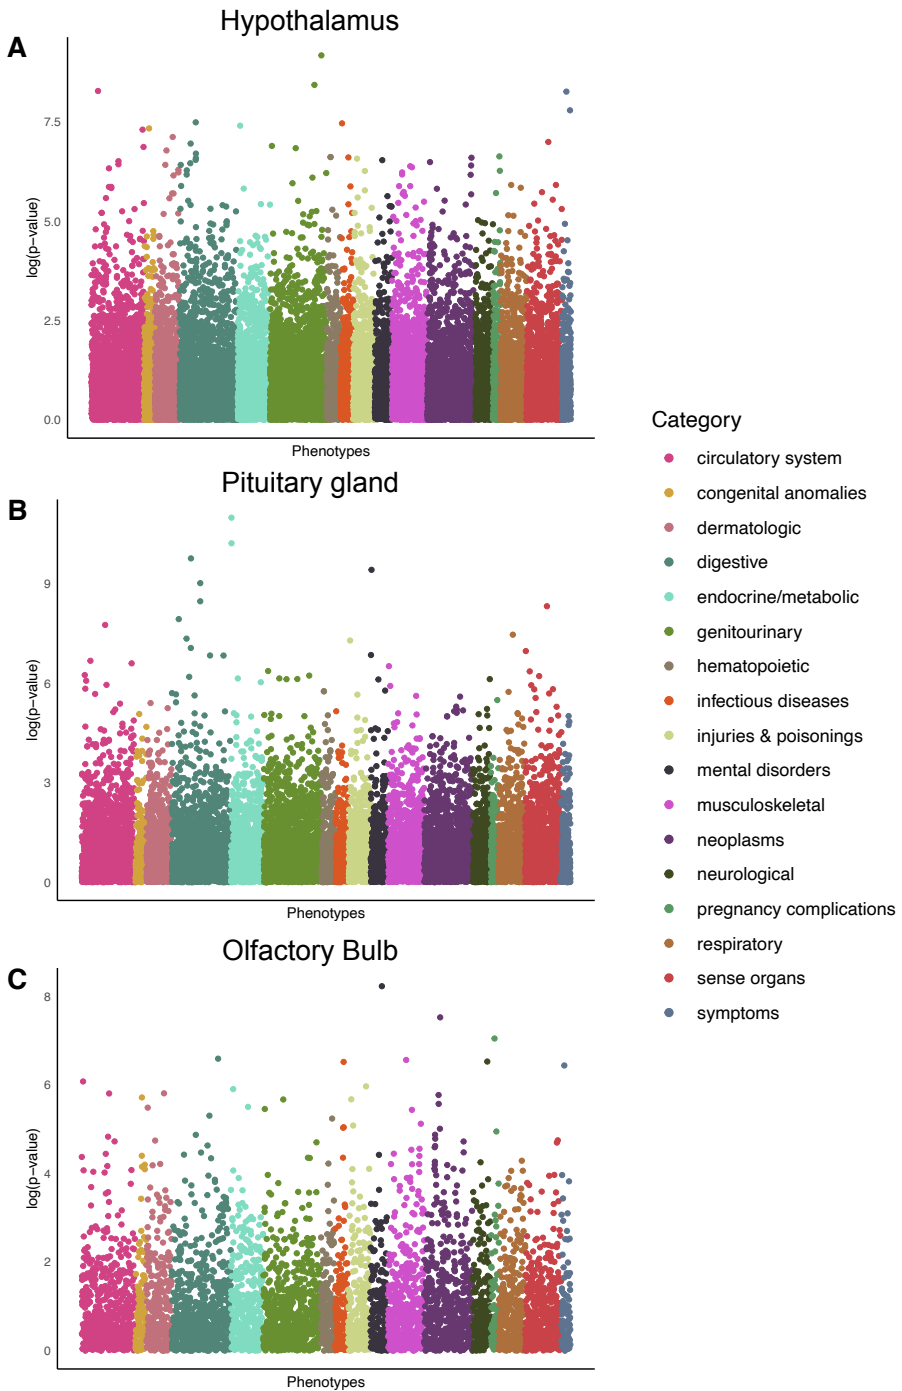 Hypothalamus
A
7.5
5.0
2.5
0.0
log(p−value)
Phenotypes
Pituitary gland
B
9
6
3
0
log(p−value)
Phenotypes
Olfactory Bulb
C
8
6
4
2
0
log(p−value)
Phenotypes
Category
circulatory system
congenital anomalies
dermatologic
digestive
endocrine/metabolic
genitourinary
hematopoietic
infectious diseases
injuries & poisonings
mental disorders
musculoskeletal
neoplasms
neurological
pregnancy complications
respiratory
sense organs
symptoms